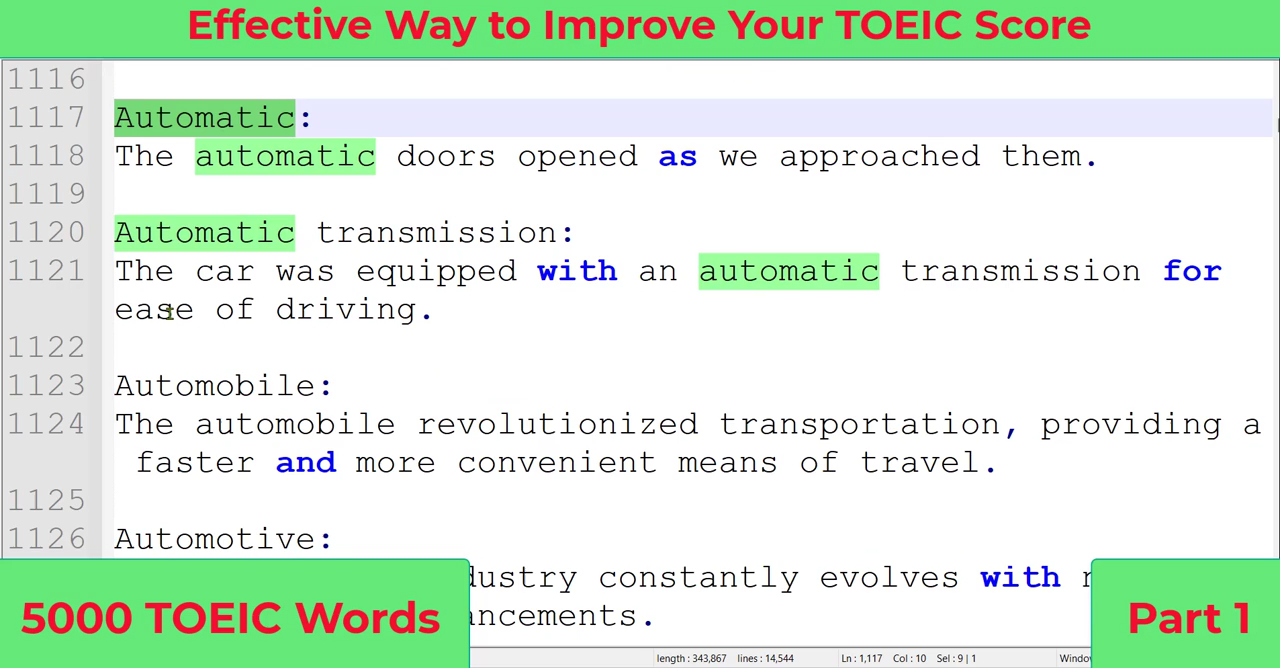 Effective Way to Improve Your TOEIC Score
1116
1117 Automatic:
1118 The automatic doors opened as we approached them.
1119
1120 Automatic transmission:
1121 The car was equipped with an automatic transmission for
ease of driving.
1122
1123 Automobile:
1124 The automobile revolutionized transportation, providing a
faster and more convenient means of travel.
1125
1126 Automotive:
constantly evolves with
5000 TOEIC Words
Part 1
length : 343,867 lines : 14,544 Ln : 1,117 Col : 10 Sel : 9 | 1